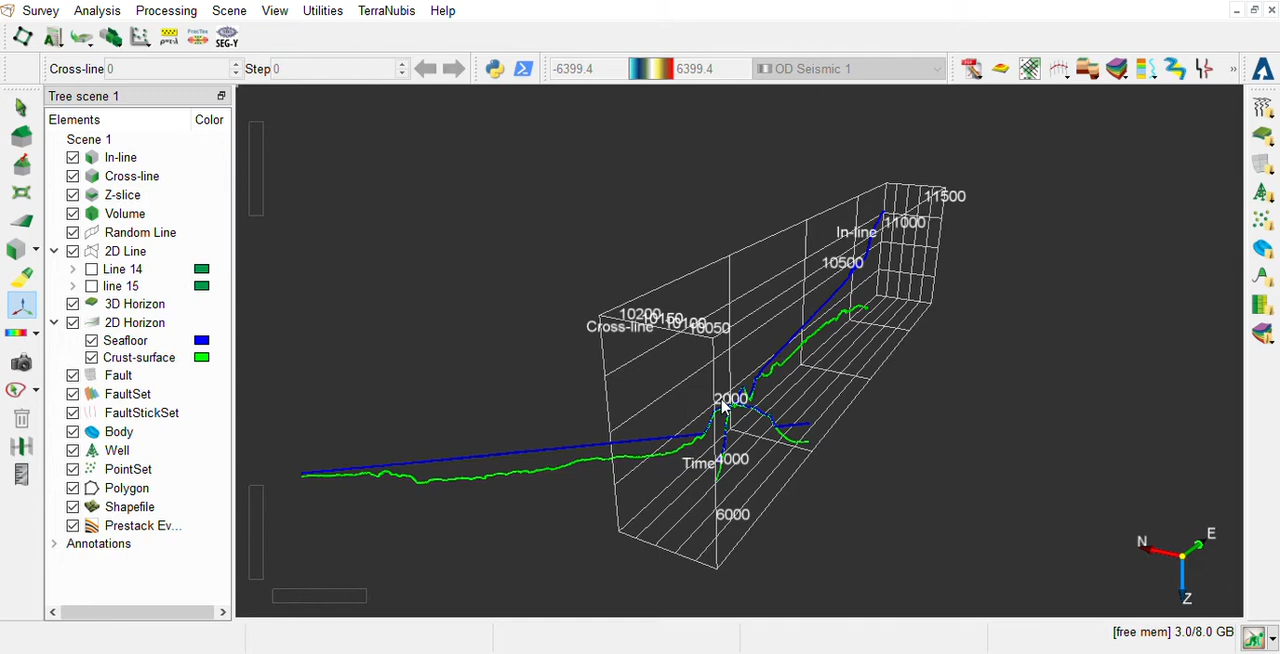 Survey Analysis Processing Scene View Utilities TerraNubis Help
SEG-Y
Cross-line 0 Step 0 -6399.4 6399.4 OD Seismic 1 »
Tree scene 1
Elements Color
Scene 1
In-line
Cross-line
Z-slice
Volume
Random Line
2D Line
Line 14
line 15
3D Horizon
2D Horizon
Seafloor
Crust-surface
Fault
FaultSet
FaultStickSet
Body
Well
PointSet
Polygon
Shapefile
Prestack Ev...
Annotations
11500
11000
In-line
10500
10200
10150
10100
10050
Cross-line
2000
Time
4000
6000
N
E
Z
[free mem] 3.0/8.0 GB